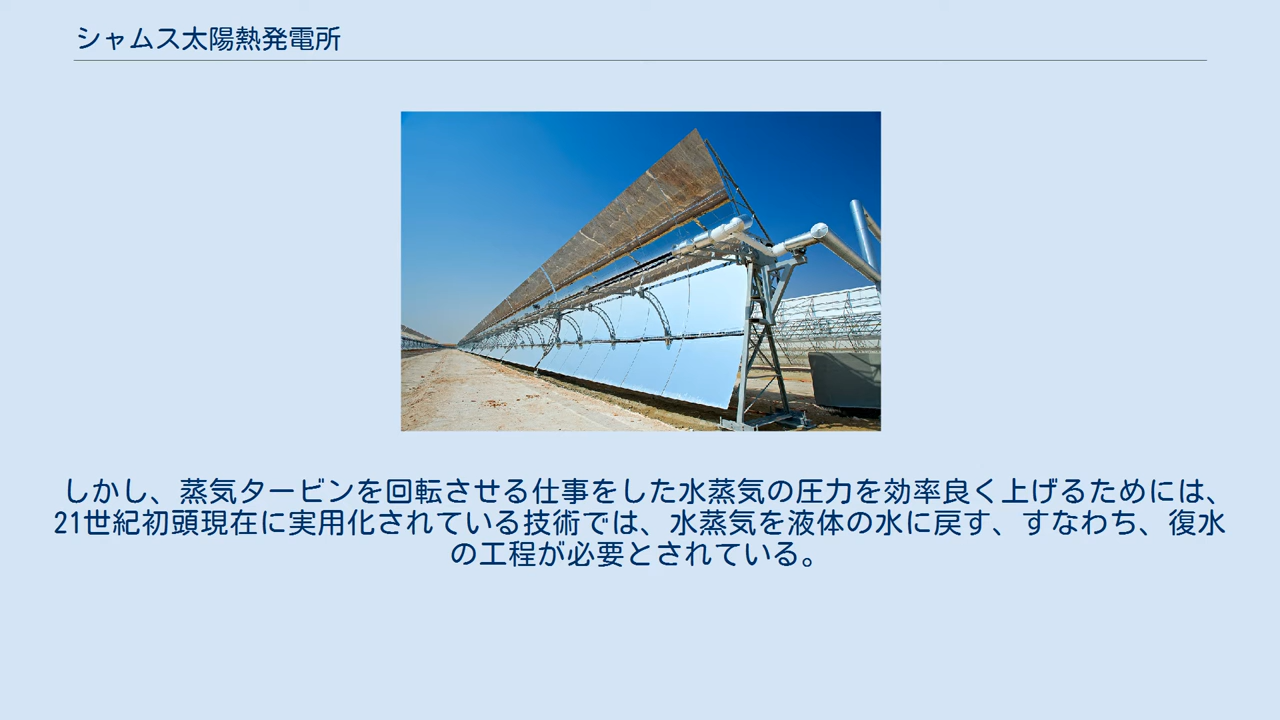 シャムス太陽熱発電所
しかし、蒸気タービンを回転させる仕事をした水蒸気の圧力を効率良く上げるためには、
21世紀初頭現在に実用化されている技術では、水蒸気を液体の水に戻す、すなわち、復水
の工程が必要とされている。